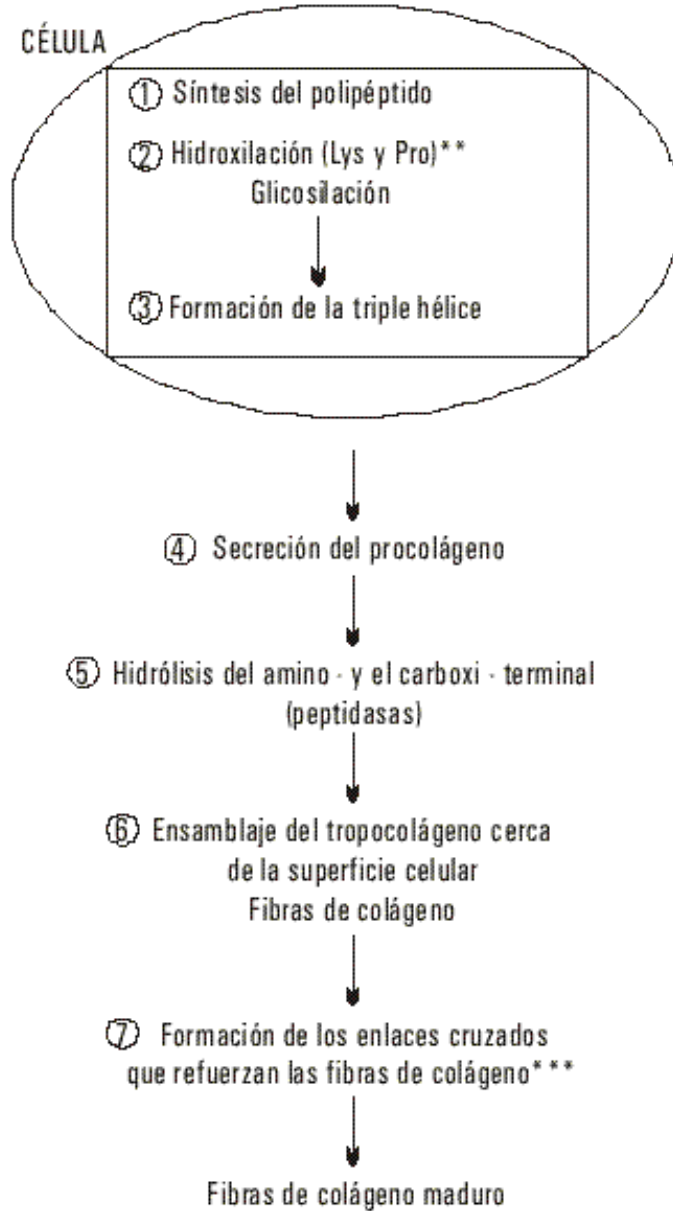 CÉLULA
① Síntesis del polipéptido
② Hidroxilación (Lys y Pro)**
Glicosilación
③ Formación de la triple hélice
④ Secreción del procolágeno
⑤ Hidrólisis del amino - y el carboxi - terminal
(peptidasas)
⑥ Ensamblaje del tropocolágeno cerca
de la superficie celular
Fibras de colágeno
⑦ Formación de los enlaces cruzados
que refuerzan las fibras de colágeno***
Fibras de colágeno maduro